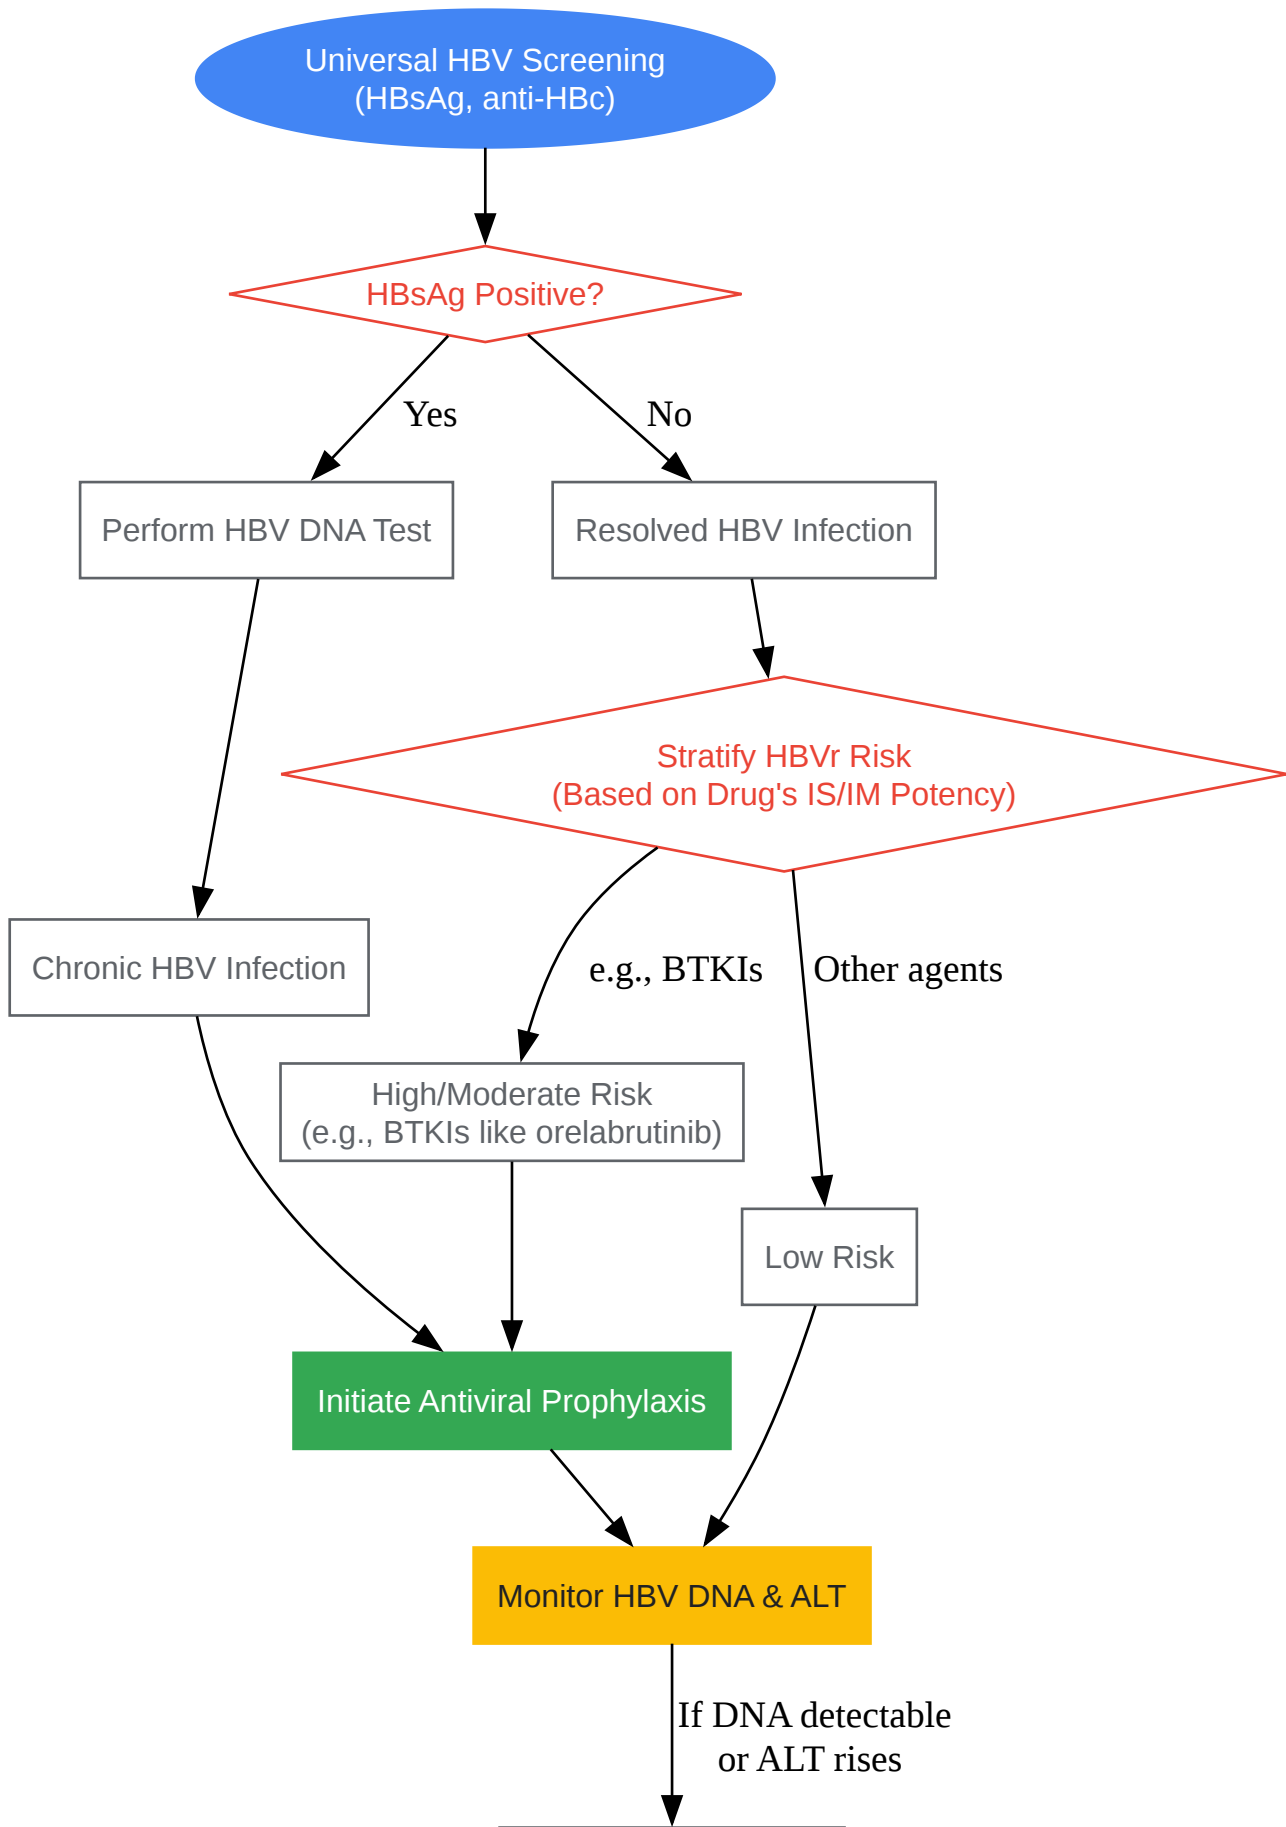 Universal HBV Screening
(HBsAg, anti-HBc)
HBsAg Positive?
Yes
No
Perform HBV DNA Test
Resolved HBV Infection
Stratify HBVr Risk
(Based on Drug's IS/IM Potency)
Chronic HBV Infection
e.g., BTKIs
Other agents
High/Moderate Risk
(e.g., BTKIs like orelabrutinib)
Low Risk
Initiate Antiviral Prophylaxis
Monitor HBV DNA & ALT
If DNA detectable
or ALT rises